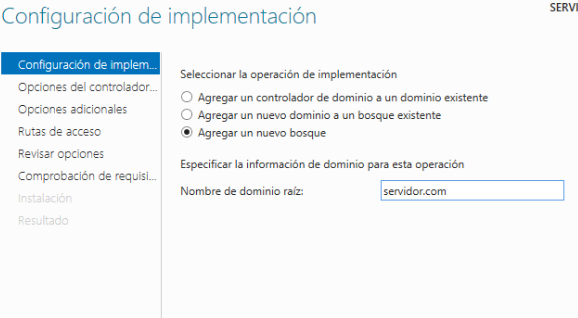 Configuración de implementación
SERVI
Configuración de implem...
Opciones del controlador...
Opciones adicionales
Rutas de acceso
Revisar opciones
Comprobación de requisi...
Instalación
Resultado
Seleccionar la operación de implementación
Agregar un controlador de dominio a un dominio existente
Agregar un nuevo dominio a un bosque existente
Agregar un nuevo bosque
Especificar la información de dominio para esta operación
Nombre de dominio raíz: servidor.com